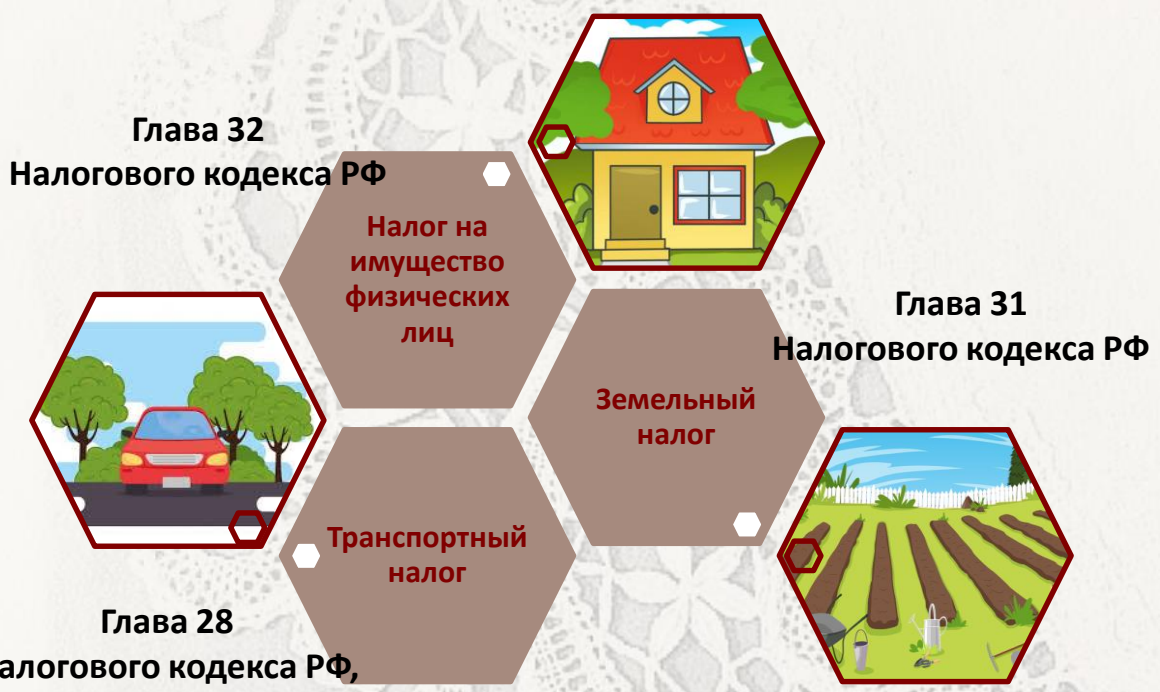 Глава 32
Налогового кодекса РФ
Налог на
имущество
физических
лиц
Глава 31
Налогового кодекса РФ
Земельный
налог
Транспортный
налог
Глава 28
алогового кодекса РФ,